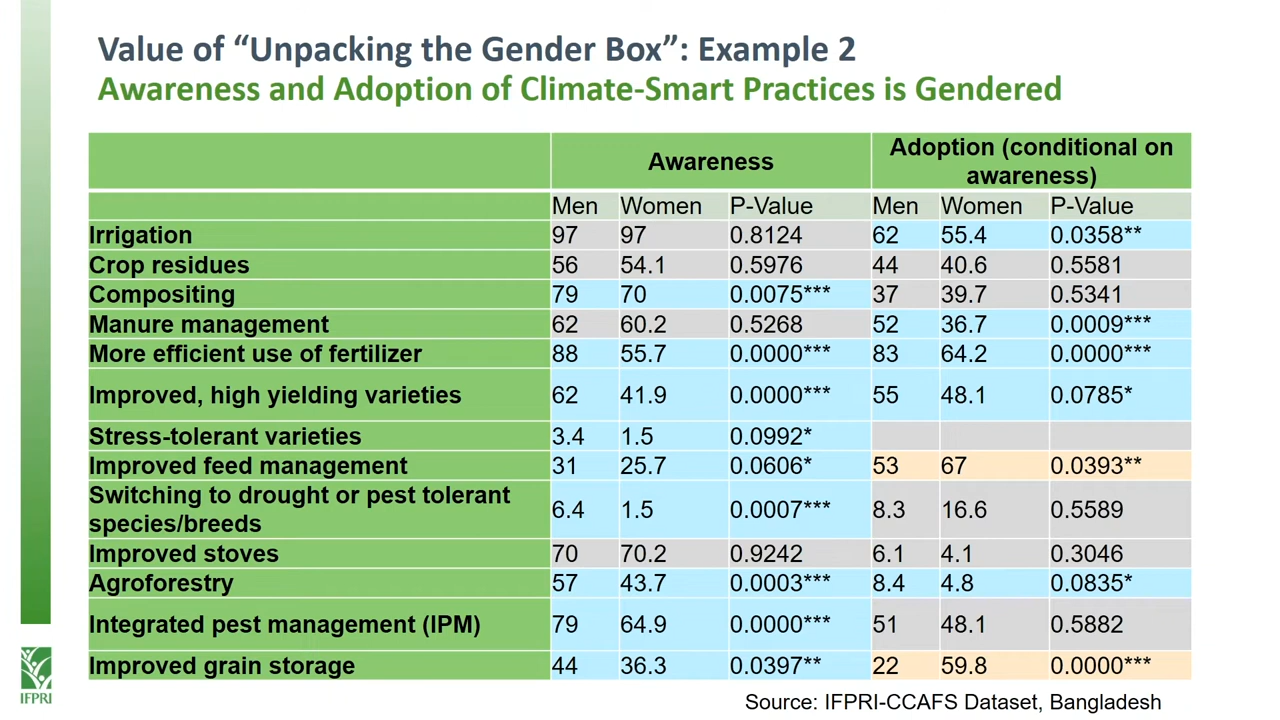 Value of “Unpacking the Gender Box”: Example 2
Awareness and Adoption of Climate-Smart Practices is Gendered
Awareness Adoption (conditional on awareness)
Men Women P-Value Men Women P-Value
Irrigation 97 97 0.8124 62 55.4 0.0358**
Crop residues 56 54.1 0.5976 44 40.6 0.5581
Compositing 79 70 0.0075*** 37 39.7 0.5341
Manure management 62 60.2 0.5268 52 36.7 0.0009***
More efficient use of fertilizer 88 55.7 0.0000*** 83 64.2 0.0000***
Improved, high yielding varieties 62 41.9 0.0000*** 55 48.1 0.0785*
Stress-tolerant varieties 3.4 1.5 0.0992*
Improved feed management 31 25.7 0.0606* 53 67 0.0393**
Switching to drought or pest tolerant species/breeds 6.4 1.5 0.0007*** 8.3 16.6 0.5589
Improved stoves 70 70.2 0.9242 6.1 4.1 0.3046
Agroforestry 57 43.7 0.0003*** 8.4 4.8 0.0835*
Integrated pest management (IPM) 79 64.9 0.0000*** 51 48.1 0.5882
Improved grain storage 44 36.3 0.0397** 22 59.8 0.0000***
IFPRI
Source: IFPRI-CCAFS Dataset, Bangladesh